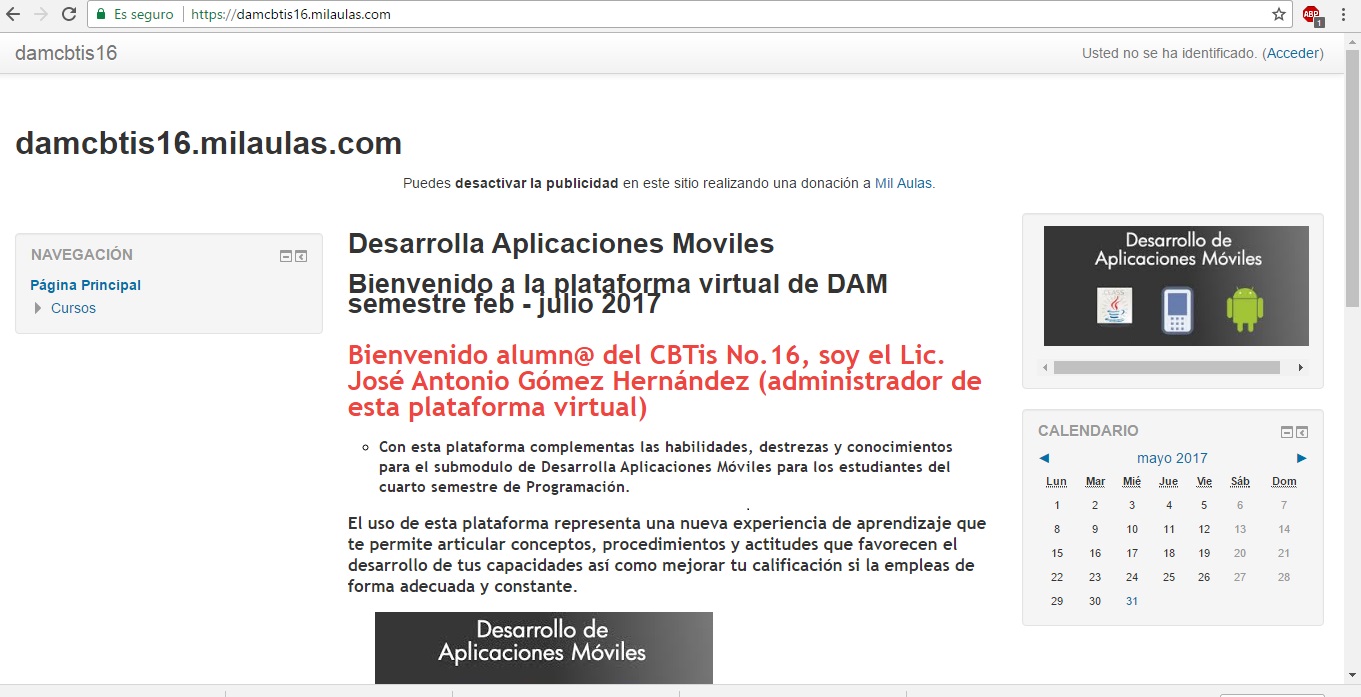 Es seguro | https://damcbtis16.milaulas.com
ABP
1
damcbtis16
Usted no se ha identificado. (Acceder)
damcbtis16.milaulas.com
Puedes desactivar la publicidad en este sitio realizando una donación a Mil Aulas.
NAVEGACIÓN
Página Principal
Cursos
Desarrolla Aplicaciones Moviles
Bienvenido a la plataforma virtual de DAM
semestre feb - julio 2017
Bienvenido alumn@ del CBTis No.16, soy el Lic.
José Antonio Gómez Hernández (administrador de
esta plataforma virtual)
Con esta plataforma complementas las habilidades, destrezas y conocimientos
para el submodulo de Desarrolla Aplicaciones Móviles para los estudiantes del
cuarto semestre de Programación.
.
El uso de esta plataforma representa una nueva experiencia de aprendizaje que
te permite articular conceptos, procedimientos y actitudes que favorecen el
desarrollo de tus capacidades así como mejorar tu calificación si la empleas de
forma adecuada y constante.
Desarrollo de
Aplicaciones Móviles
Desarrollo de
Aplicaciones Móviles
CALENDARIO
mayo 2017
Lun Mar Mié Jue Vie Sáb Dom
1 2 3 4 5 6 7
8 9 10 11 12 13 14
15 16 17 18 19 20 21
22 23 24 25 26 27 28
29 30 31